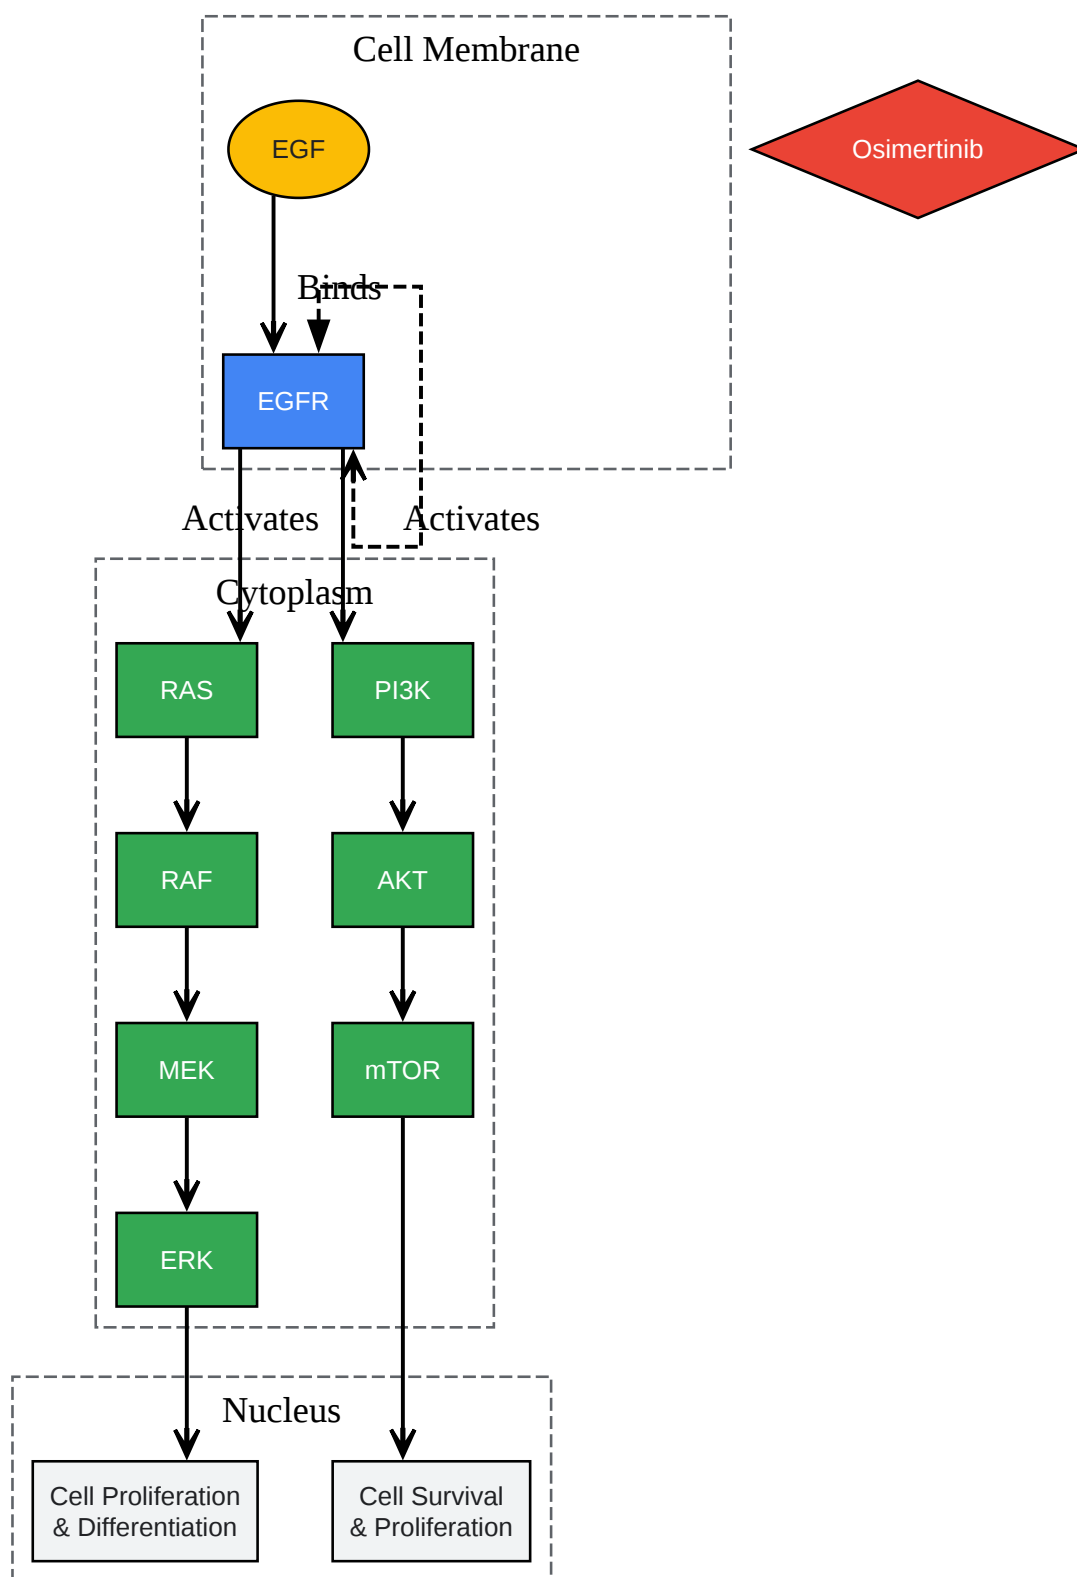 Cell Membrane
EGF
Osimertinib
Binds
EGFR
Activates
Activates
Cytoplasm
RAS
PI3K
RAF
AKT
MEK
mTOR
ERK
Nucleus
Cell Proliferation
& Differentiation
Cell Survival
& Proliferation